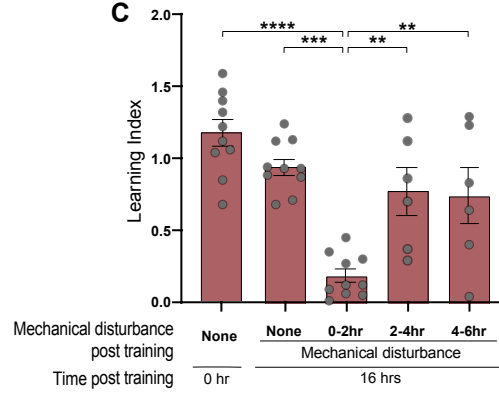 C
**** **
*** **
Learning Index
2.0
1.5
1.0
0.5
0.0
Mechanical disturbance post training
None None 0-2hr 2-4hr 4-6hr
Mechanical disturbance
Time post training 0 hr 16 hrs